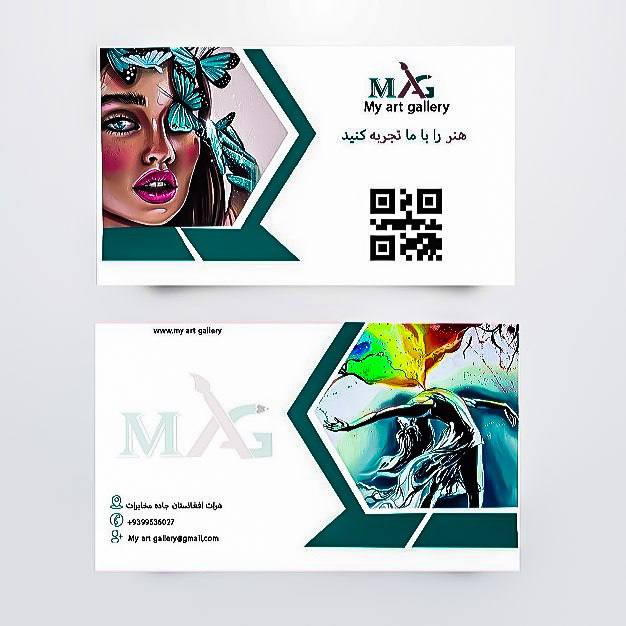 MAG
My art gallery
هنر را با ما تجربه کنید
www.my art gallery
MAG
هرات افغانستان جاده مخابرات
+9399536027
My art gallery@gmail.com